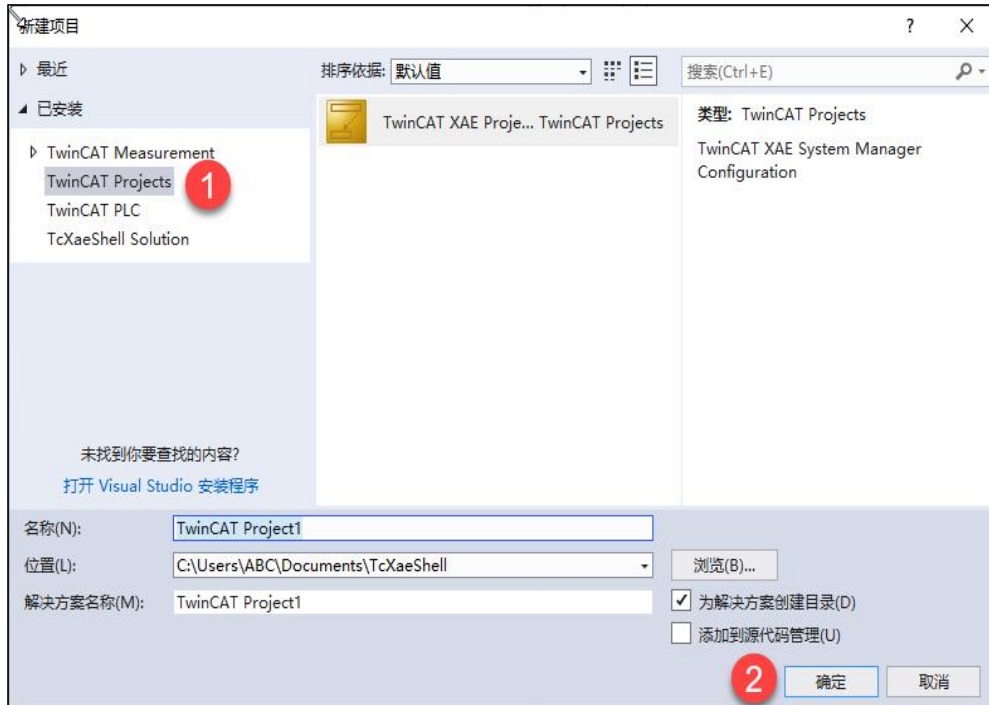 新建项目
? ×
最近
排序依据: 默认值
搜索(Ctrl+E)
已安装
TwinCAT Measurement
TwinCAT Projects
TwinCAT PLC
TcXaeShell Solution
1
TwinCAT XAE Proje... TwinCAT Projects
类型: TwinCAT Projects
TwinCAT XAE System Manager
Configuration
未找到你要查找的内容?
打开 Visual Studio 安装程序
名称(N): TwinCAT Project1
位置(L): C:\Users\ABC\Documents\TcXaeShell 浏览(B)...
解决方案名称(M): TwinCAT Project1 为解决方案创建目录(D)
添加到源代码管理(U)
2 确定 取消